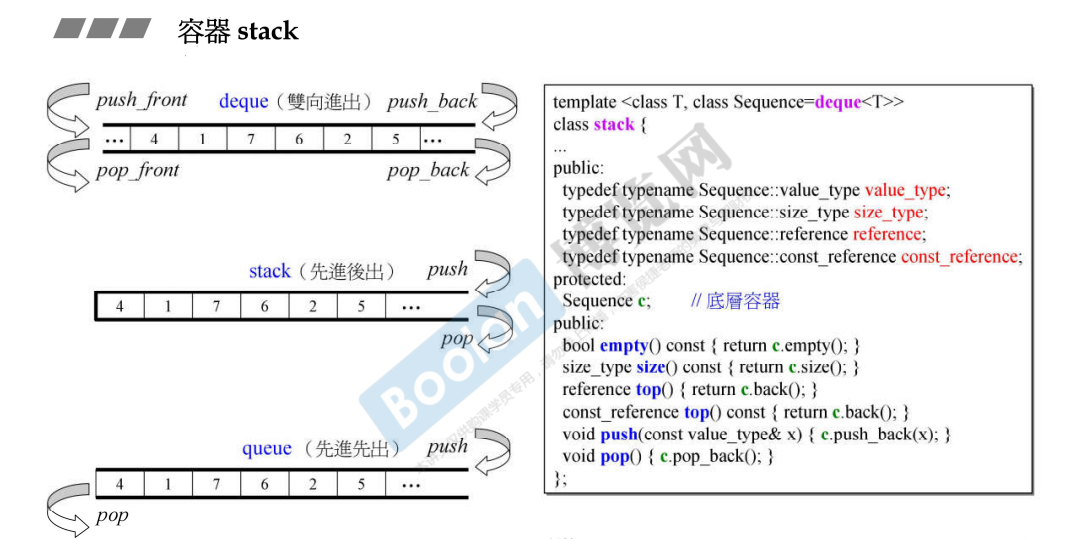 容器 stack
push_front deque（雙向進出） push_back
... 4 1 7 6 2 5 ...
pop_front pop_back
stack（先進後出） push
4 1 7 6 2 5 ...
pop
queue （先進先出） push
4 1 7 6 2 5 ...
pop
template <class T, class Sequence=deque<T>>
class stack {
...
public:
typedef typename Sequence::value_type value_type;
typedef typename Sequence::size_type size_type;
typedef typename Sequence::reference reference;
typedef typename Sequence::const_reference const_reference;
protected:
Sequence c; // 底層容器
public:
bool empty() const { return c.empty(); }
size_type size() const { return c.size(); }
reference top() { return c.back(); }
const_reference top() const { return c.back(); }
void push(const value_type& x) { c.push_back(x); }
void pop() { c.pop_back(); }
};
Boolan 博览网